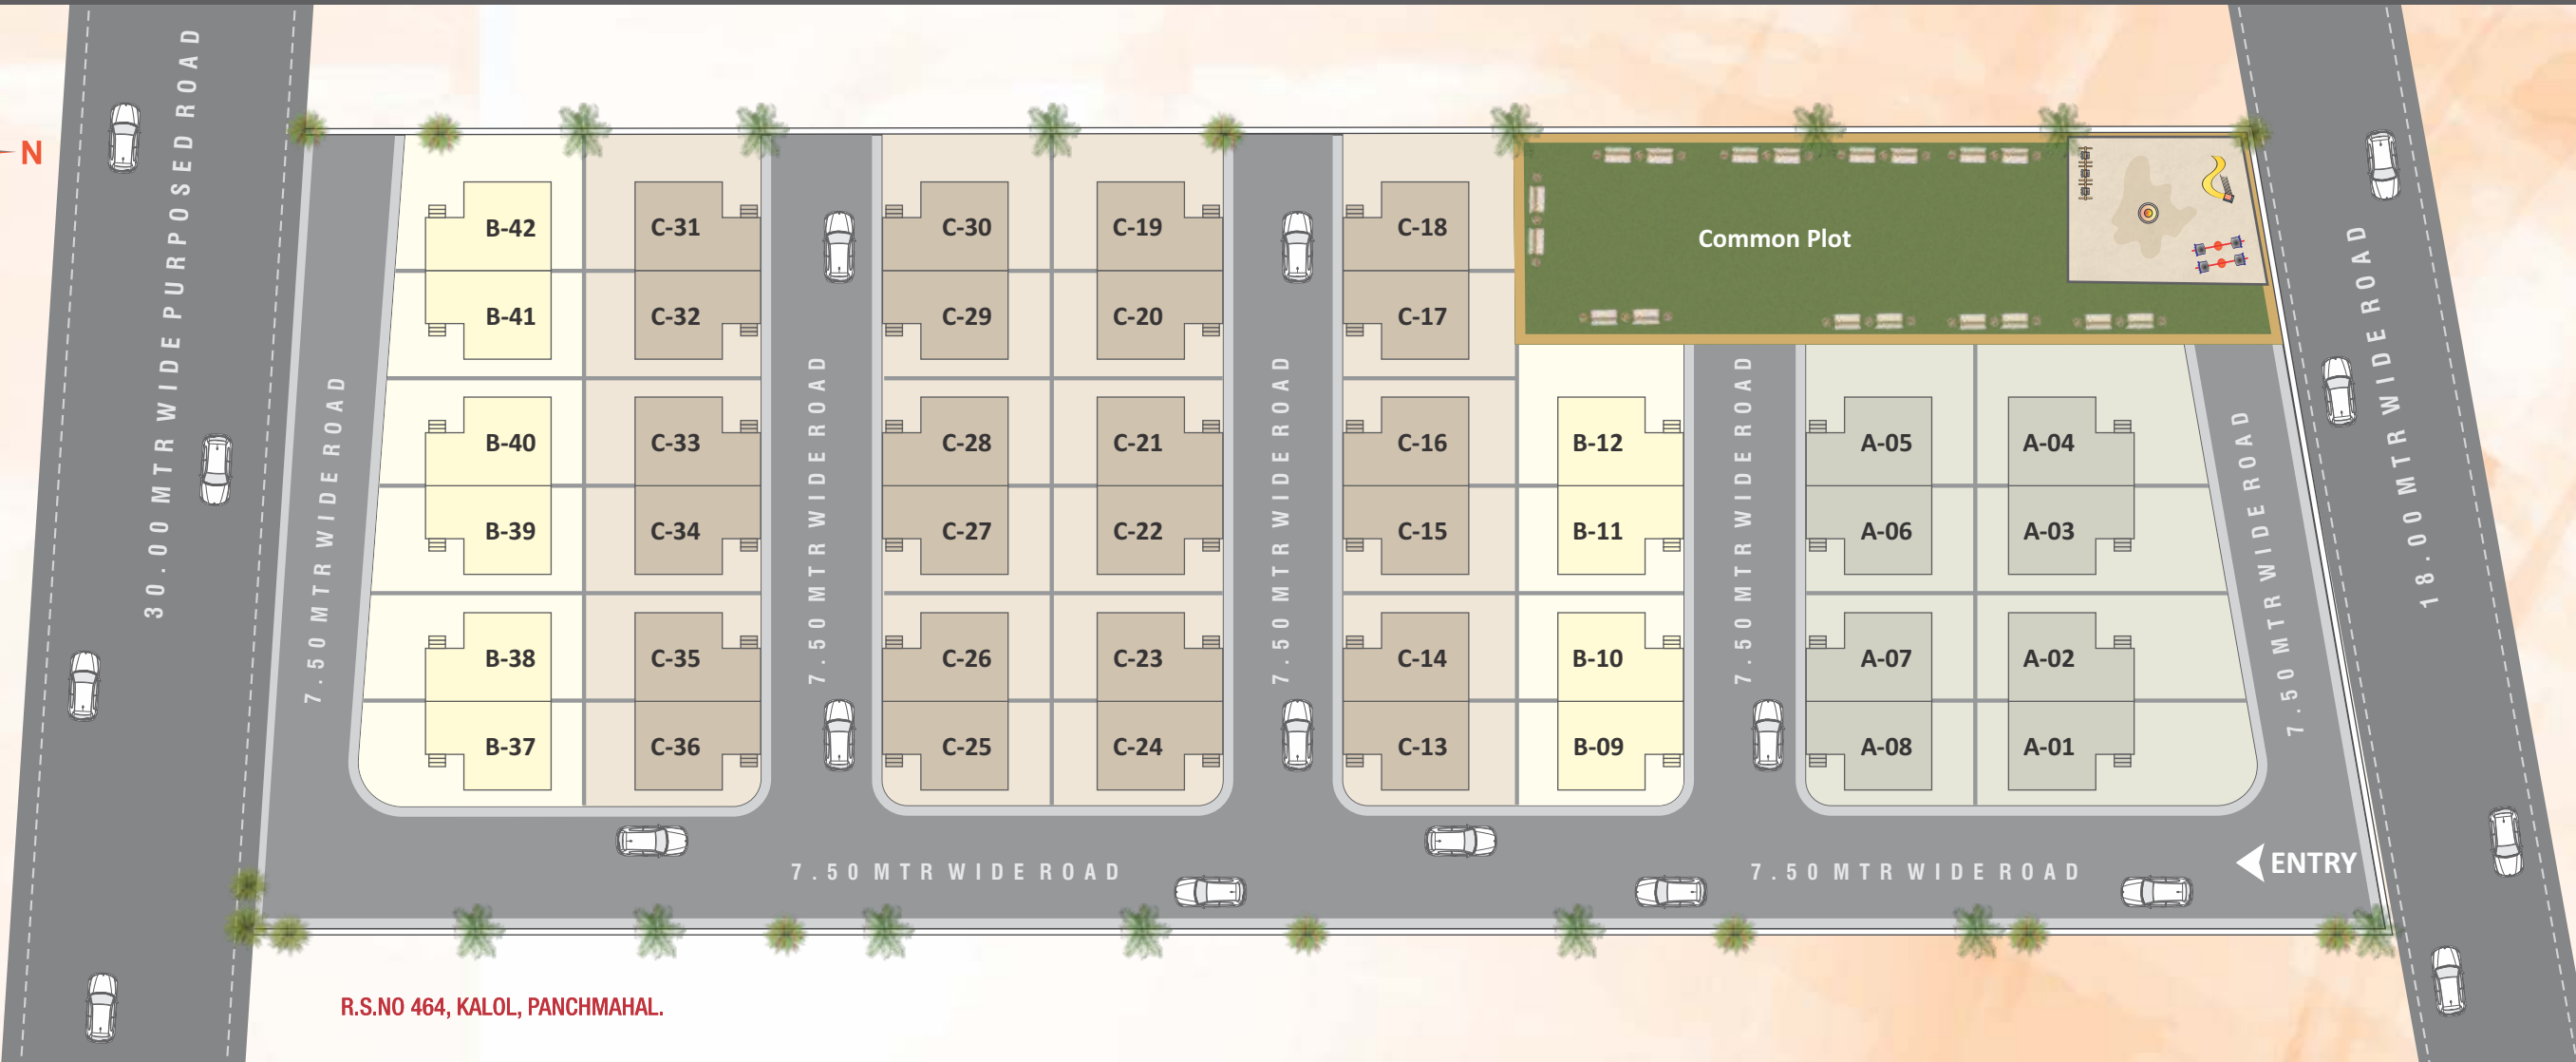 N
30.00 MTR WIDE PURPOSED ROAD
7.50 MTR WIDE ROAD
B-42
C-31
C-30
C-19
C-18
Common Plot
B-41
C-32
C-29
C-20
C-17
7.50 MTR WIDE ROAD
7.50 MTR WIDE ROAD
7.50 MTR WIDE ROAD
7.50 MTR WIDE ROAD
18.00 MTR WIDE ROAD
B-40
C-33
C-28
C-21
C-16
B-12
A-05
A-04
B-39
C-34
C-27
C-22
C-15
B-11
A-06
A-03
B-38
C-35
C-26
C-23
C-14
B-10
A-07
A-02
B-37
C-36
C-25
C-24
C-13
B-09
A-08
A-01
7.50 MTR WIDE ROAD
7.50 MTR WIDE ROAD
ENTRY
R.S.NO 464, KALOL, PANCHMAHAL.